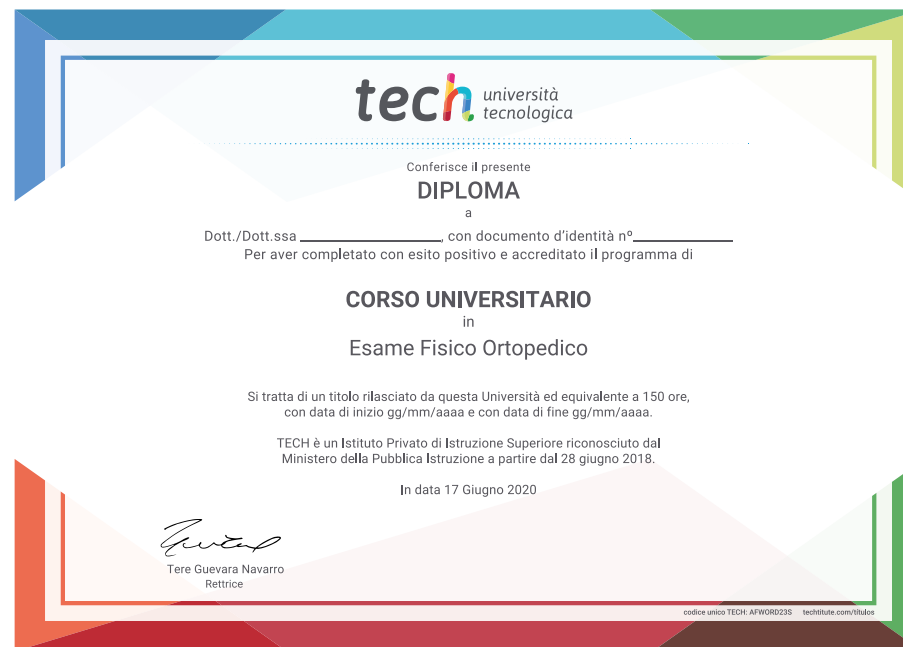 tech università
tecnologica
Conferisce il presente
DIPLOMA
a
Dott./Dott.ssa ________________, con documento d'identità nº____________
Per aver completato con esito positivo e accreditato il programma di
CORSO UNIVERSITARIO
in
Esame Fisico Ortopedico
Si tratta di un titolo rilasciato da questa Università ed equivalente a 150 ore,
con data di inizio gg/mm/aaaa e con data di fine gg/mm/aaaa.
TECH è un Istituto Privato di Istruzione Superiore riconosciuto dal
Ministero della Pubblica Istruzione a partire dal 28 giugno 2018.
In data 17 Giugno 2020
Tere Guevara Navarro
Rettrice
codice unico TECH: AFWORD23S techtitute.com/titulos